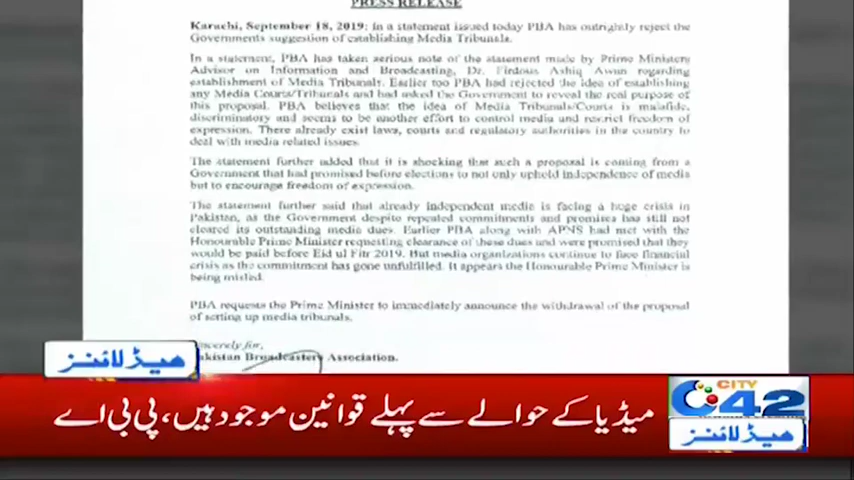 PRESS RELEASE
Karachi, September 18, 2019: In a statement issued today PBA has outrightly reject the
Governments suggestion of establishing Media Tribunals.
In a statement, PBA has taken serious note of the statement made by Prime Ministers
Advisor on Information and Broadcasting, Dr. Firdous Ashiq Awan regarding
establishment of Media Tribunals. Earlier too PBA had rejected the idea of establishing
any Media Courts/Tribunals and had asked the Government to reveal the real purpose of
this proposal. PBA believes that the idea of Media Tribunals/Courts is malafide,
discriminatory and seems to be another effort to control media and restrict freedom of
expression. There already exist laws, courts and regulatory authorities in the country to
deal with media related issues.
The statement further added that it is shocking that such a proposal is coming from a
Government that had promised before elections to not only uphold independence of media
but to encourage freedom of expression.
The statement further said that already independent media is facing a huge crisis in
Pakistan, as the Government despite repeated commitments and promises has still not
cleared its outstanding media dues. Earlier PBA along with APNS had met with the
Honourable Prime Minister requesting clearance of these dues and were promised that they
would be paid before Eid ul Fitr 2019. But media organizations continue to face financial
crisis as the commitment has gone unfulfilled. It appears the Honourable Prime Minister is
being misled.
PBA requests the Prime Minister to immediately announce the withdrawal of the proposal
of setting up media tribunals.
Sincerely for,
Pakistan Broadcasters Association.
ہیڈلائنز
میڈیا کے حوالے سے پہلے قوانین موجود ہیں، پی بی اے
CITY
42
ہیڈلائنز